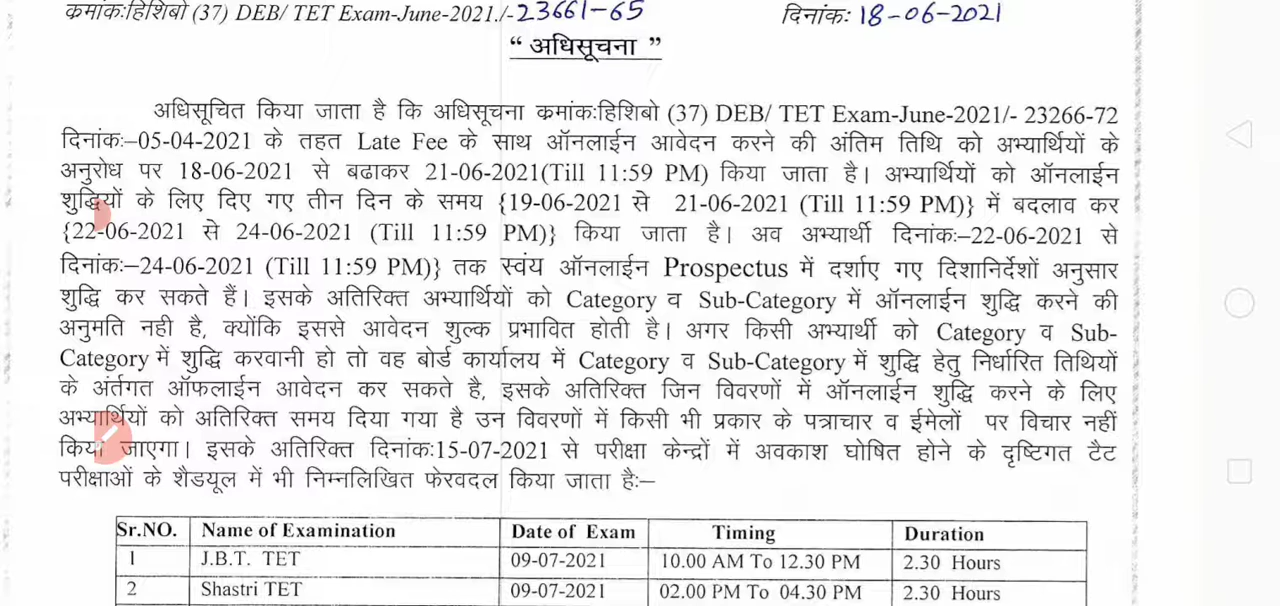 क्रमांकःहिशिबो (37) DEB/ TET Exam-June-2021./-23661-65 दिनांकः 18-06-2021
“ अधिसूचना ”
अधिसूचित किया जाता है कि अधिसूचना क्रमांकःहिशिबो (37) DEB/ TET Exam-June-2021/- 23266-72
दिनांकः–05-04-2021 के तहत Late Fee के साथ ऑनलाईन आवेदन करने की अंतिम तिथि को अभ्यार्थियों के
अनुरोध पर 18-06-2021 से बढाकर 21-06-2021(Till 11:59 PM) किया जाता है। अभ्यार्थियों को ऑनलाईन
शुद्धियों के लिए दिए गए तीन दिन के समय {19-06-2021 से 21-06-2021 (Till 11:59 PM)} में बदलाव कर
{22-06-2021 से 24-06-2021 (Till 11:59 PM)} किया जाता है। अव अभ्यार्थी दिनांकः–22-06-2021 से
दिनांकः–24-06-2021 (Till 11:59 PM)} तक स्वंय ऑनलाईन Prospectus में दर्शाए गए दिशानिर्देशों अनुसार
शुद्धि कर सकते हैं। इसके अतिरिक्त अभ्यार्थियों को Category व Sub-Category में ऑनलाईन शुद्धि करने की
अनुमति नही है, क्योंकि इससे आवेदन शुल्क प्रभावित होती है। अगर किसी अभ्यार्थी को Category व Sub-
Category में शुद्धि करवानी हो तो वह बोर्ड कार्यालय में Category व Sub-Category में शुद्धि हेतु निर्धारित तिथियों
के अंर्तगत ऑफलाईन आवेदन कर सकते है, इसके अतिरिक्त जिन विवरणों में ऑनलाईन शुद्धि करने के लिए
अभ्यार्थियों को अतिरिक्त समय दिया गया है उन विवरणों में किसी भी प्रकार के पत्राचार व ईमेलों पर विचार नहीं
किया जाएगा। इसके अतिरिक्त दिनांक:15-07-2021 से परीक्षा केन्द्रों में अवकाश घोषित होने के दृष्टिगत टैट
परीक्षाओं के शैडयूल में भी निम्नलिखित फेरवदल किया जाता है:–
Sr.NO. Name of Examination Date of Exam Timing Duration
1 J.B.T. TET 09-07-2021 10.00 AM To 12.30 PM 2.30 Hours
2 Shastri TET 09-07-2021 02.00 PM To 04.30 PM 2.30 Hours